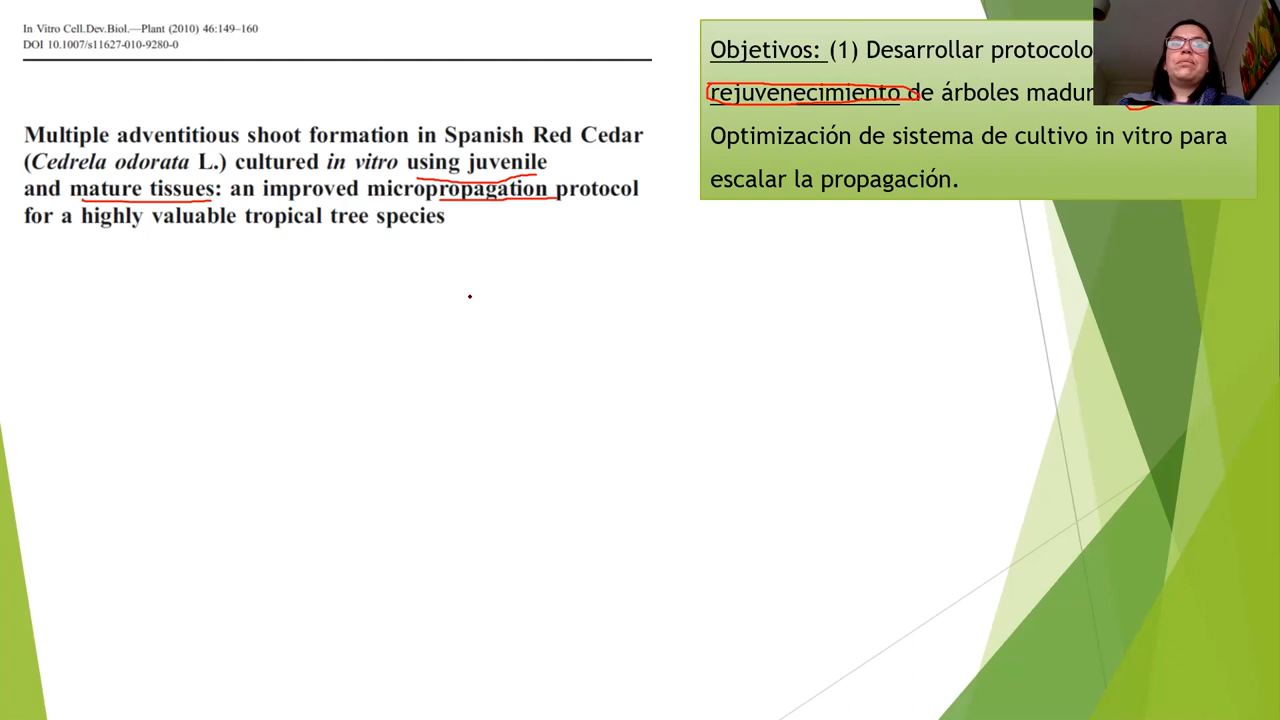 In Vitro Cell.Dev.Biol.—Plant (2010) 46:149–160
DOI 10.1007/s11627-010-9280-0
Multiple adventitious shoot formation in Spanish Red Cedar
(Cedrela odorata L.) cultured in vitro using juvenile
and mature tissues: an improved micropropagation protocol
for a highly valuable tropical tree species
Objetivos: (1) Desarrollar protocolo
rejuvenecimiento de árboles madur
Optimización de sistema de cultivo in vitro para
escalar la propagación.